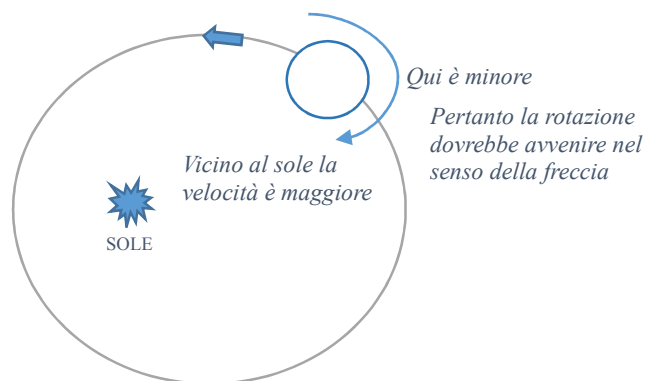 Qui è minore
Pertanto la rotazione
dovrebbe avvenire nel
senso della freccia
Vicino al sole la
velocità è maggiore
SOLE